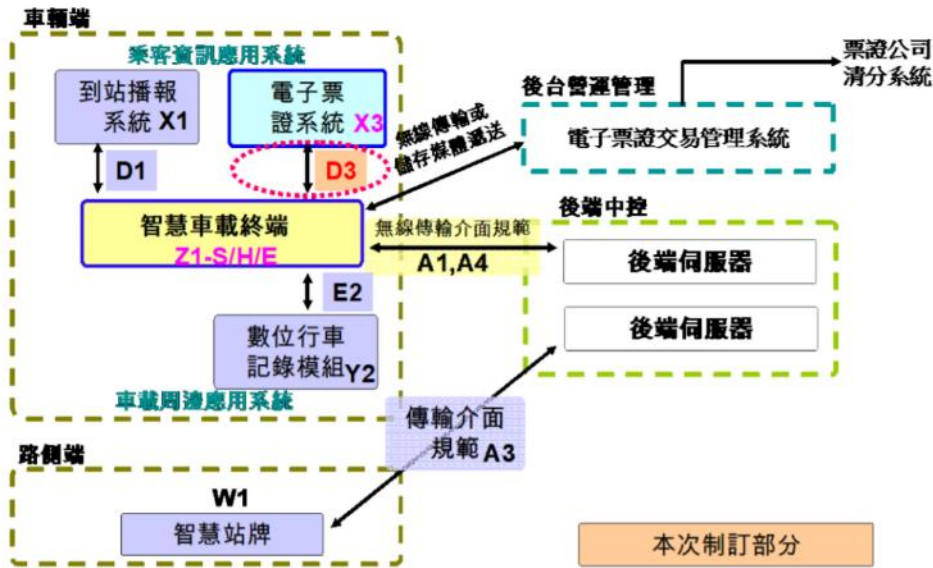 車輛端
乘客資訊應用系統
到站播報
系統 X1
電子票
證系統 X3
D1
D3
智慧車載終端
Z1-S/H/E
E2
數位行車
記錄模組 Y2
車載周邊應用系統
無線傳輸或
儲存媒體遞送
後台營運管理
票證公司
清分系統
電子票證交易管理系統
後端中控
無線傳輸介面規範
A1,A4
後端伺服器
後端伺服器
傳輸介面
規範 A3
路側端
W1
智慧站牌
本次制訂部分